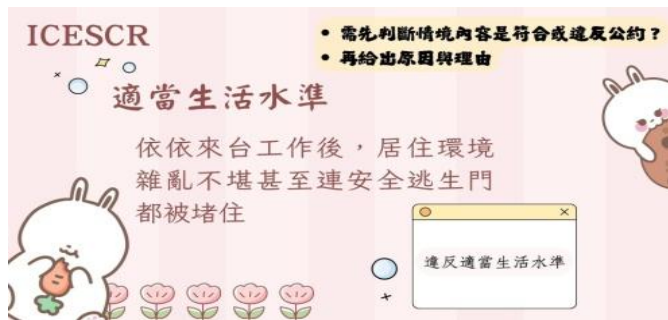 ICESCR
• 需先判斷情境內容是符合或違反公約？
• 再給出原因與理由
適當生活水準
依依來台工作後，居住環境
雜亂不堪甚至連安全逃生門
都被堵住
違反適當生活水準